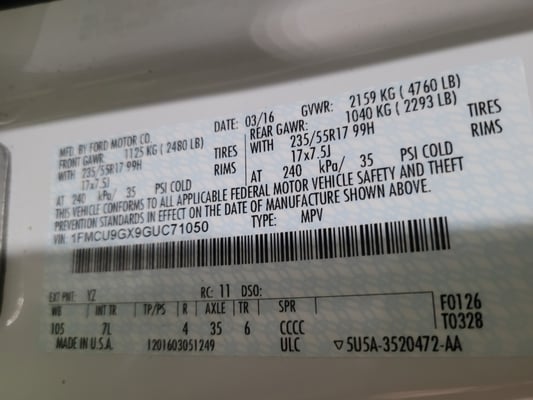 MFD. BY FORD MOTOR CO.
DATE: 03/16 GVWR: 2159 KG ( 4760 LB)
FRONT GAWR: 1125 KG ( 2480 LB) REAR GAWR: 1040 KG ( 2293 LB)
WITH 235/55R17 99H TIRES WITH 235/55R17 99H TIRES
17x7.5J RIMS 17x7.5J RIMS
AT 240 kPa/ 35 PSI COLD AT 240 kPa/ 35 PSI COLD
THIS VEHICLE CONFORMS TO ALL APPLICABLE FEDERAL MOTOR VEHICLE SAFETY AND THEFT
PREVENTION STANDARDS IN EFFECT ON THE DATE OF MANUFACTURE SHOWN ABOVE.
VIN: 1FMCU9GX9GUC71050 TYPE: MPV
EXT PNT: YZ RC: 11 DSO:
WB INT TR TP/PS R AXLE TR SPR F0126
105 7L 4 35 6 CCCC T0328
MADE IN U.S.A. 1201603051249 ULC ▽5U5A-3520472-AA